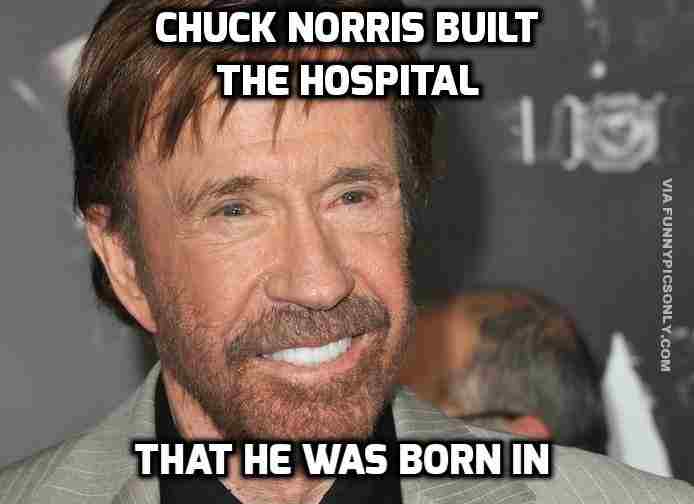 CHUCK NORRIS BUILT
THE HOSPITAL
VIA FUNNYPICSONLY.COM
THAT HE WAS BORN IN